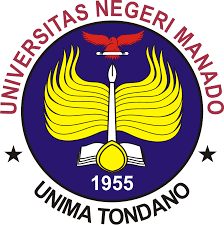 UNIVERSITAS NEGERI MANADO
1955
UNIMA TONDANO